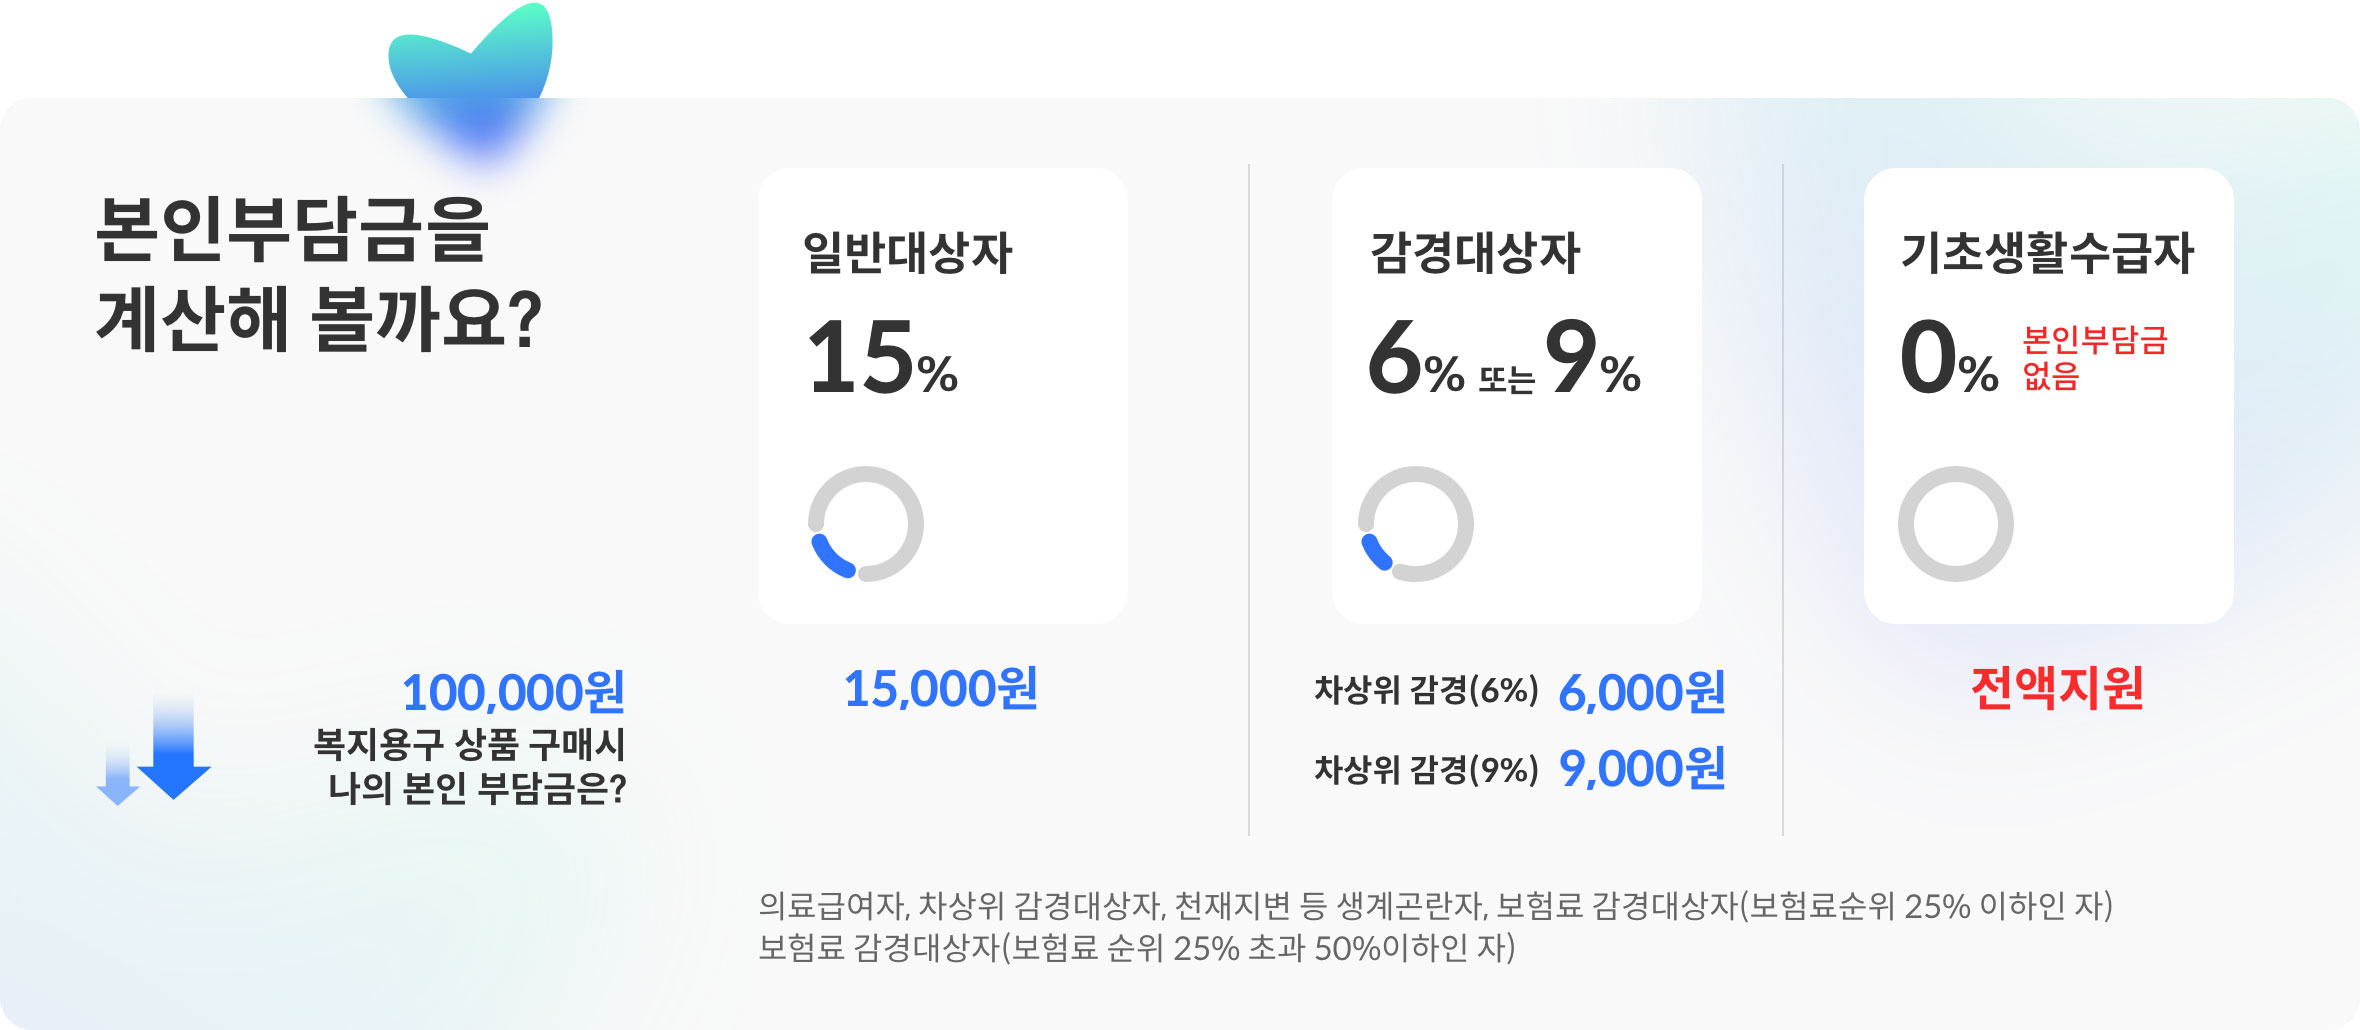 본인부담금을
계산해 볼까요?
100,000원
복지용구 상품 구매시
나의 본인 부담금은?
일반대상자
15%
15,000원
감경대상자
6% 또는 9%
차상위 감경(6%) 6,000원
차상위 감경(9%) 9,000원
기초생활수급자
0% 본인부담금
없음
전액지원
의료급여자, 차상위 감경대상자, 천재지변 등 생계곤란자, 보험료 감경대상자(보험료순위 25% 이하인 자)
보험료 감경대상자(보험료 순위 25% 초과 50%이하인 자)